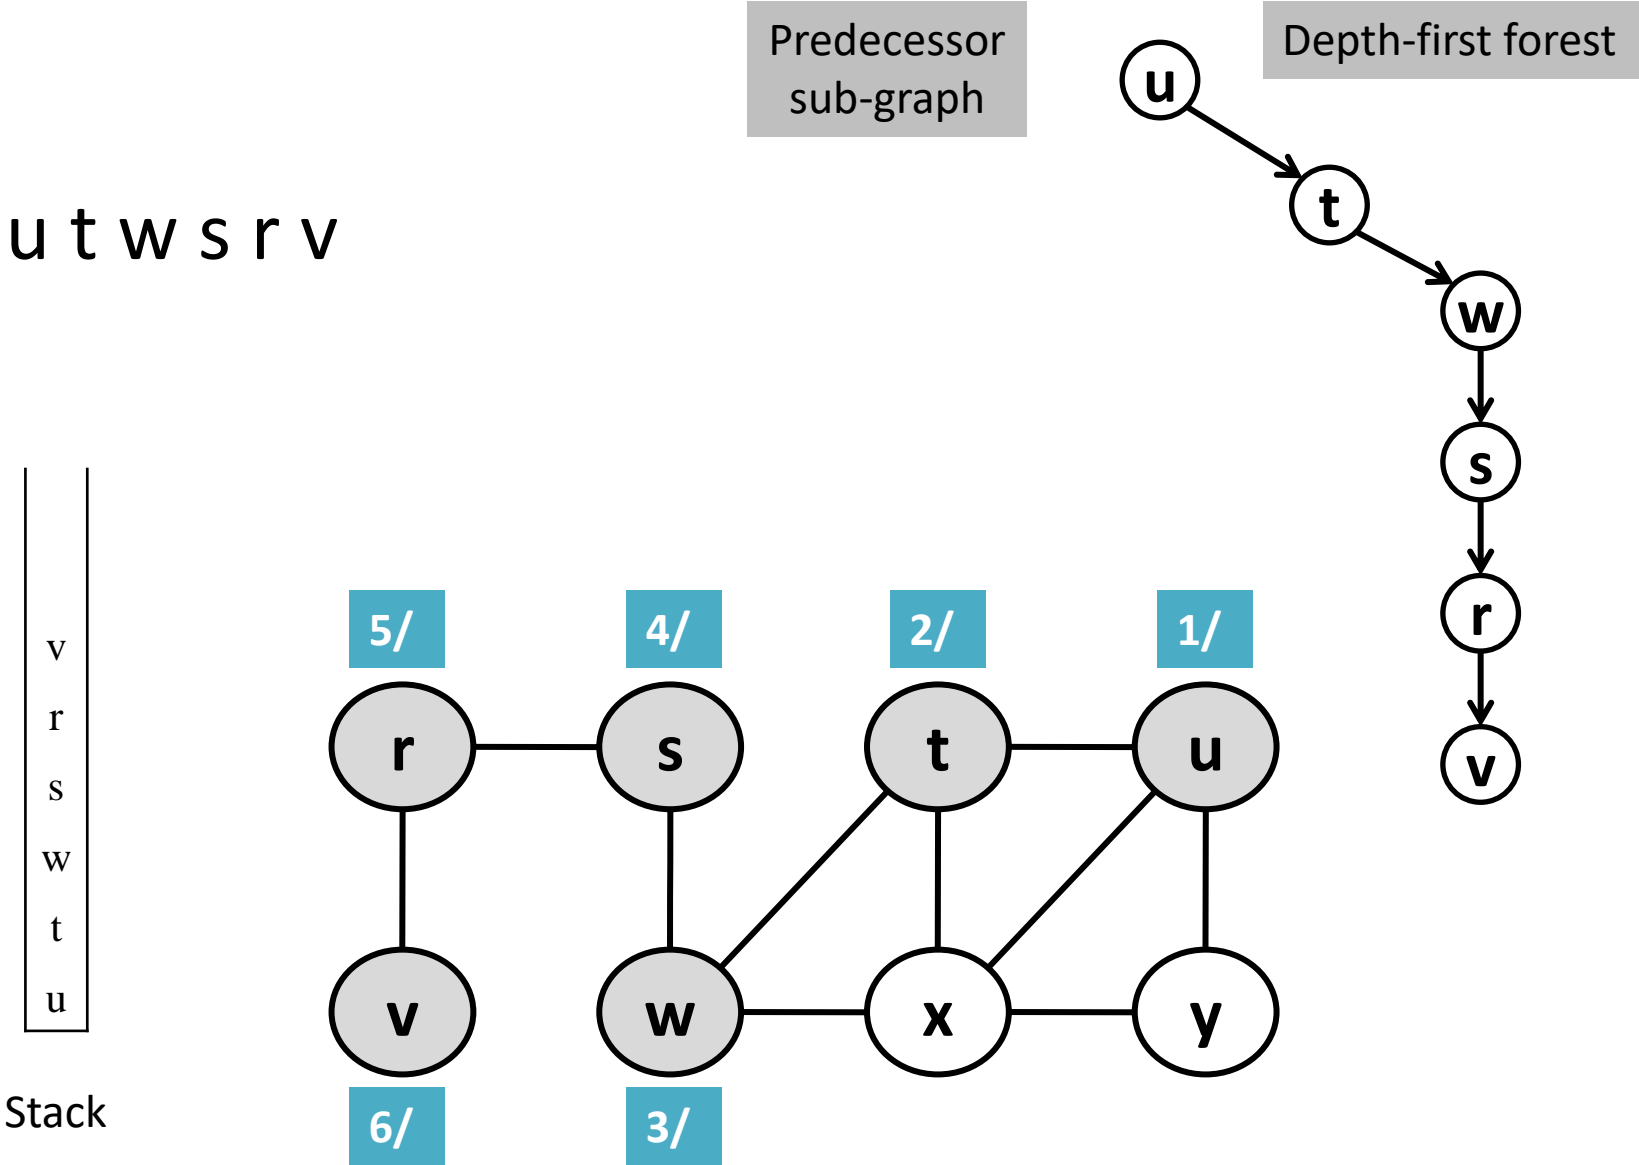 Predecessor
sub-graph
Depth-first forest
u
t
w
s
r
v
u t w s r v
v
r
s
w
t
u
Stack
5/
4/
2/
1/
r
s
t
u
v
w
x
y
6/
3/